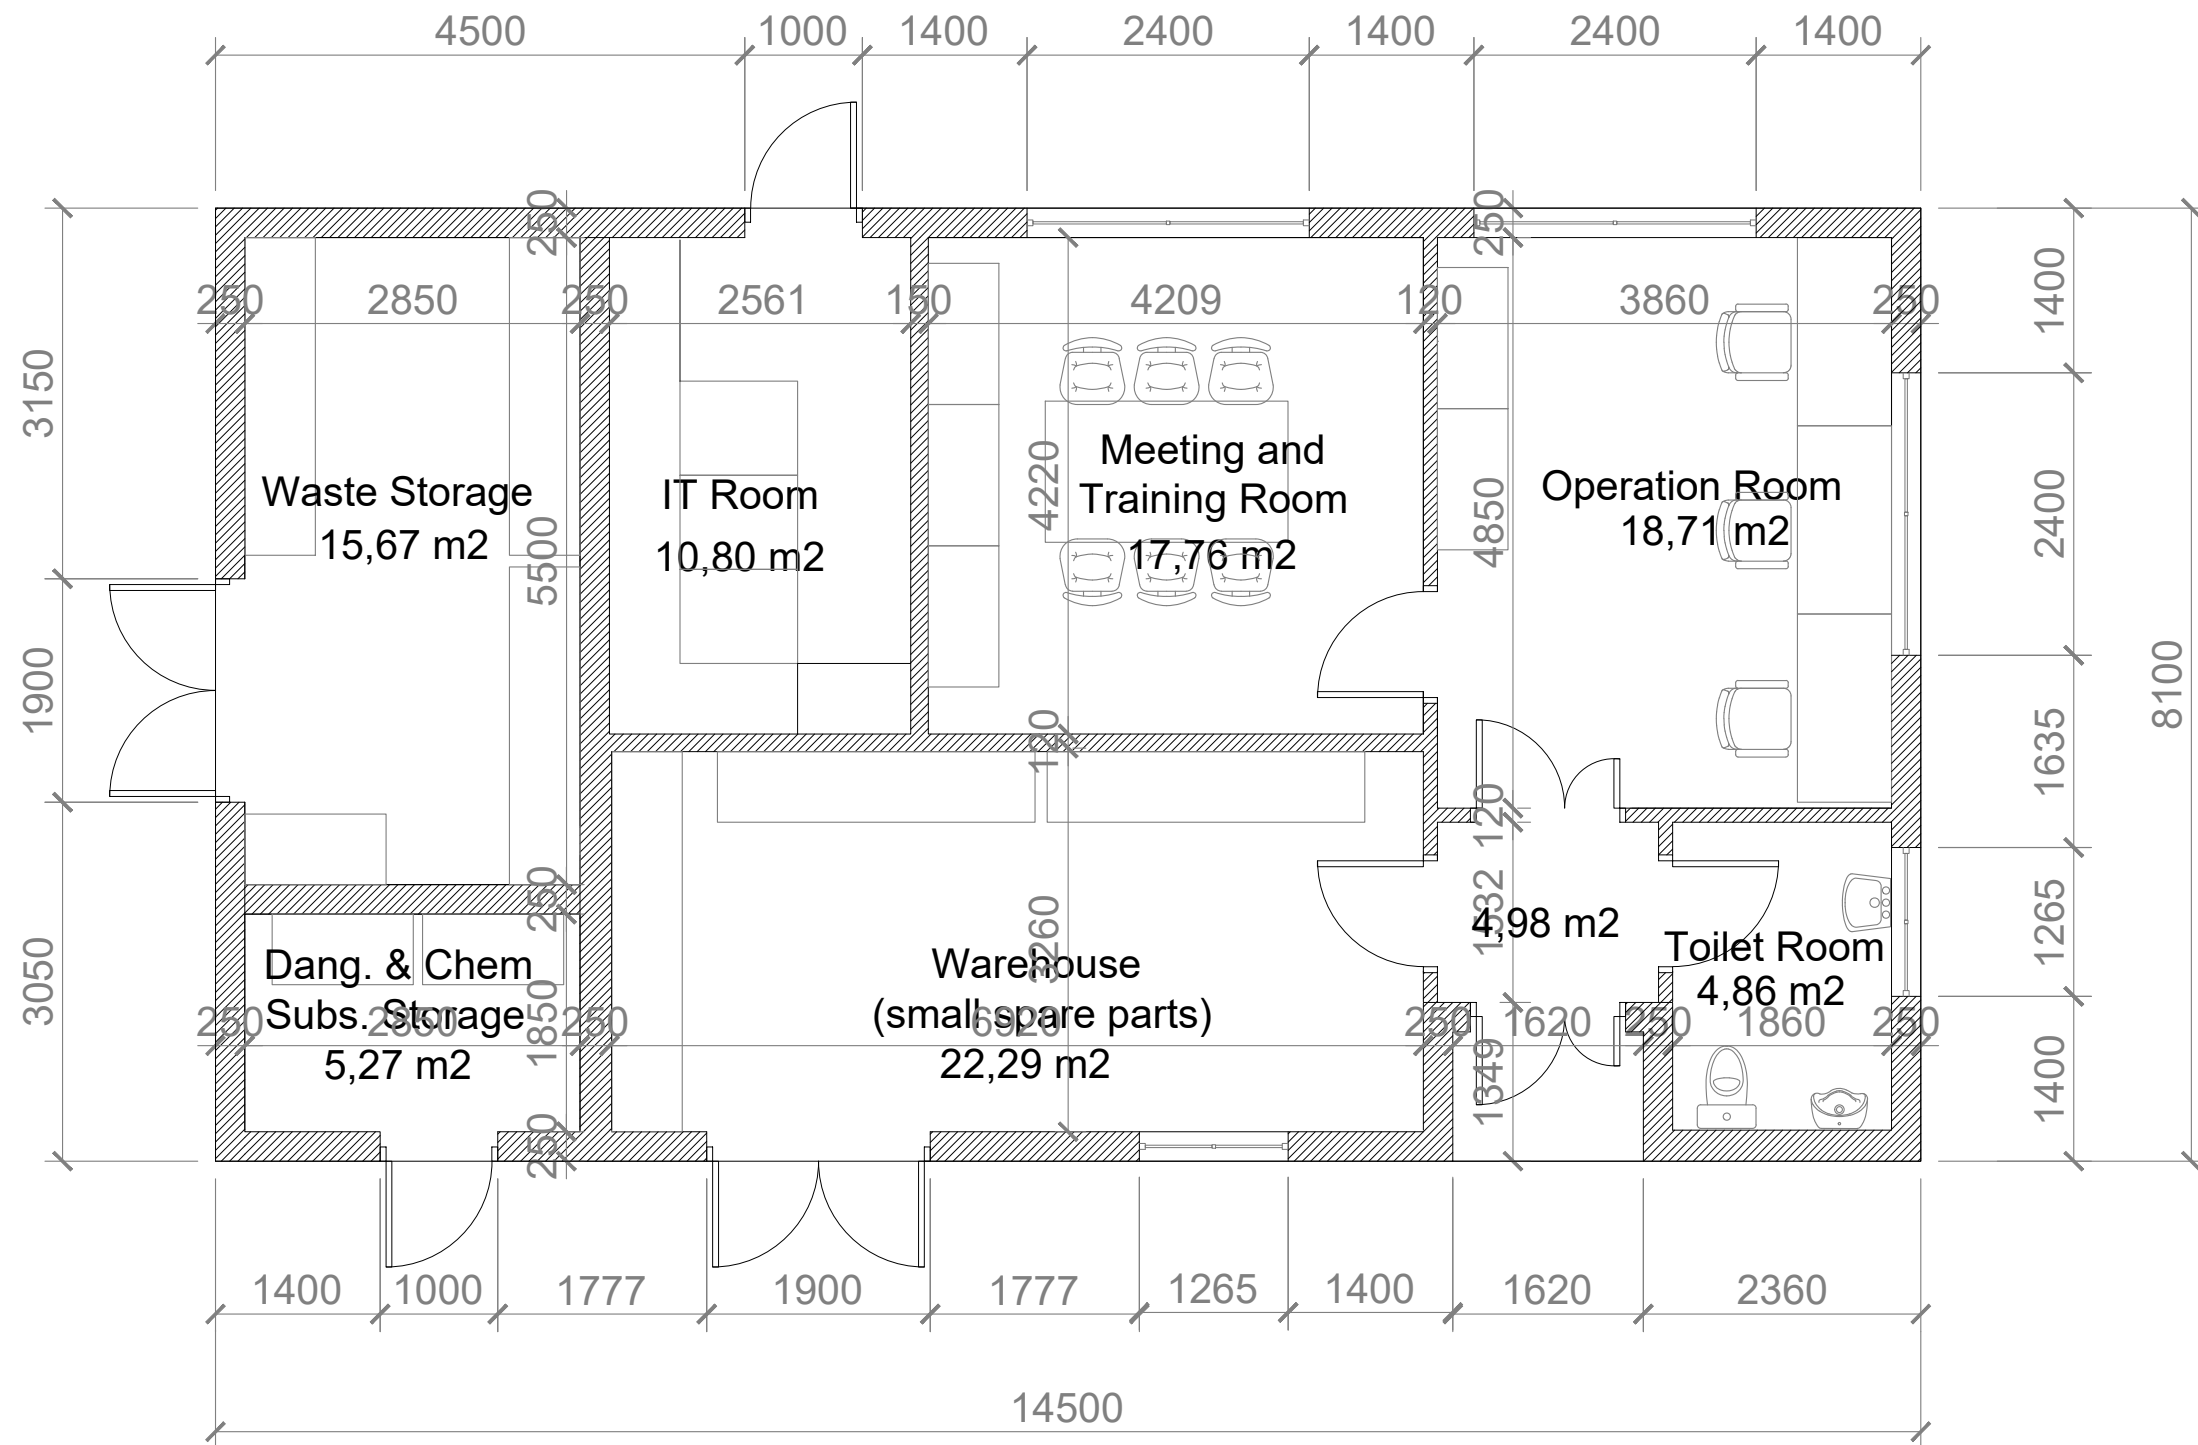 4500 1000 1400 2400 1400 2400 1400
250 250
250 2850 250 2561 150 4209 120 3860 250
3150 1900 3050
1400 2400 1635 1265 1400
8100
Waste Storage
15,67 m2
5500
IT Room
10,80 m2
Meeting and
Training Room
17,76 m2
4220
Operation Room
18,71 m2
4850
120
120
250
1532
4,98 m2
3260
Dang. & Chem
Subs. Storage
5,27 m2
1850
Warehouse
(small spare parts)
22,29 m2
Toilet Room
4,86 m2
250 2850 250 6920 250 1620 250 1860 250
1349
250
1400 1000 1777 1900 1777 1265 1400 1620 2360
14500